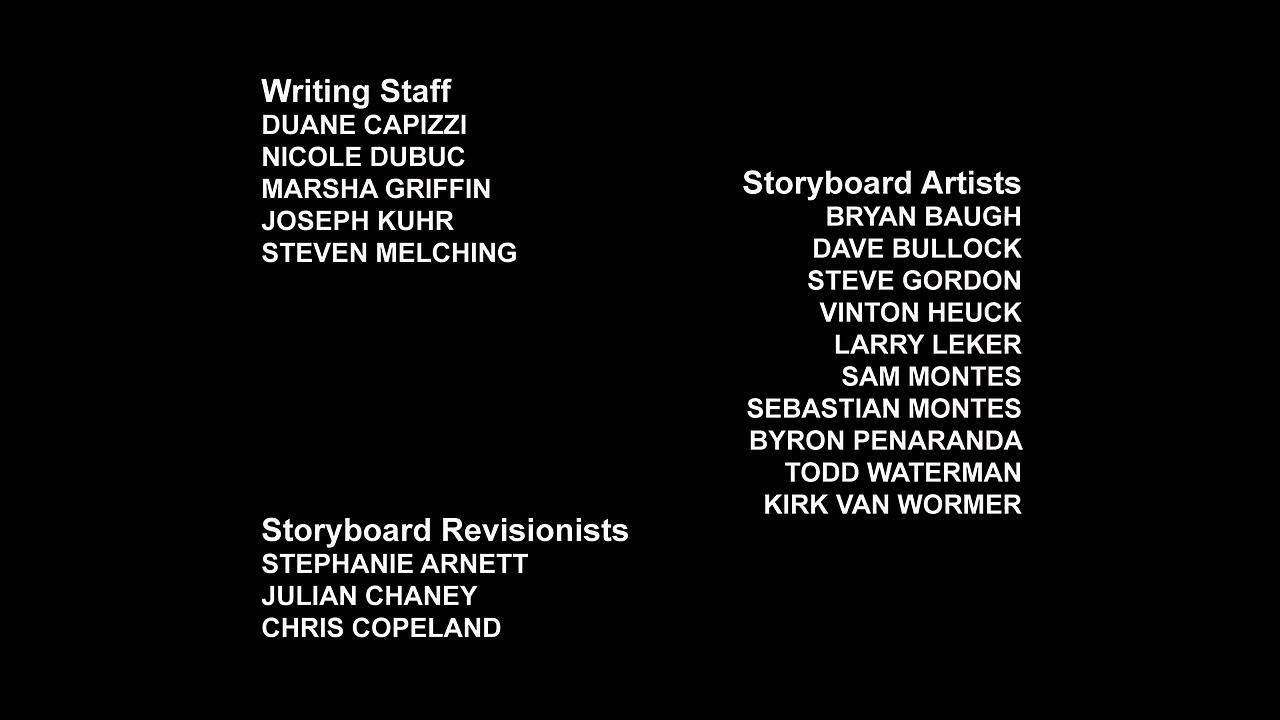 Writing Staff
DUANE CAPIZZI
NICOLE DUBUC
MARSHA GRIFFIN
JOSEPH KUHR
STEVEN MELCHING
Storyboard Artists
BRYAN BAUGH
DAVE BULLOCK
STEVE GORDON
VINTON HEUCK
LARRY LEKER
SAM MONTES
SEBASTIAN MONTES
BYRON PENARANDA
TODD WATERMAN
KIRK VAN WORMER
Storyboard Revisionists
STEPHANIE ARNETT
JULIAN CHANEY
CHRIS COPELAND